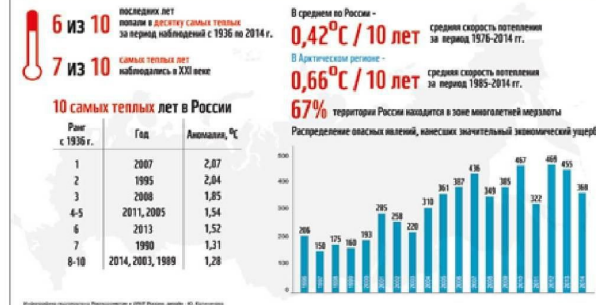 6 из 10
последних лет
попали в десятку самых теплых
за период наблюдений с 1936 по 2014 г.
7 из 10
самых теплых лет
наблюдались в XXI веке
10 самых теплых лет в России
Ранг
с 1936 г.
Год
Аномалия, °С
1 2007 2,07
2 1995 2,04
3 2008 1,85
4-5 2011, 2005 1,54
6 2013 1,52
7 1990 1,31
8-10 2014, 2003, 1989 1,28
В среднем по России -
0,42°С / 10 лет
средняя скорость потепления
за период 1976-2014 гг.
В Арктическом регионе -
0,66°С / 10 лет
средняя скорость потепления
за период 1985-2014 гг.
67% территории России находится в зоне многолетней мерзлоты
Распределение опасных явлений, нанесших значительный экономический ущерб
500
400
300
200
100
0
206 150 175 160 193 285 258 220 310 361 387 436 349 385 467 322 469 455 368